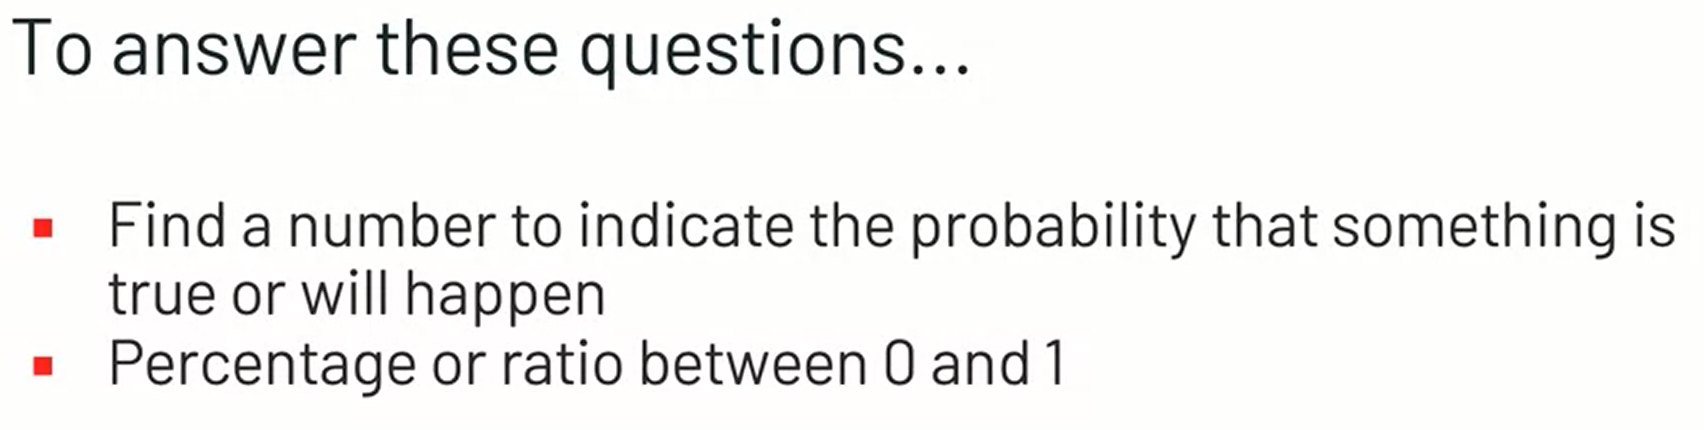 To answer these questions...
▪ Find a number to indicate the probability that something is
true or will happen
▪ Percentage or ratio between 0 and 1